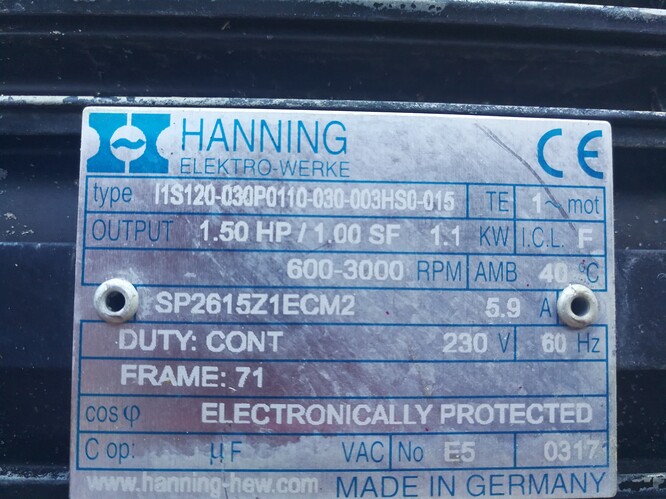 HANNING
ELEKTRO-WERKE
CE
type I1S120-030P0110-030-003HS0-015 TE 1~ mot
OUTPUT 1.50 HP / 1.00 SF 1.1 KW I.C.L. F
600-3000 RPM AMB 40 °C
SP2615Z1ECM2 5.9 A
DUTY: CONT 230 V 60 Hz
FRAME: 71
cos φ ELECTRONICALLY PROTECTED
C op: µF VAC No E5 0317
www.hanning-hew.com MADE IN GERMANY